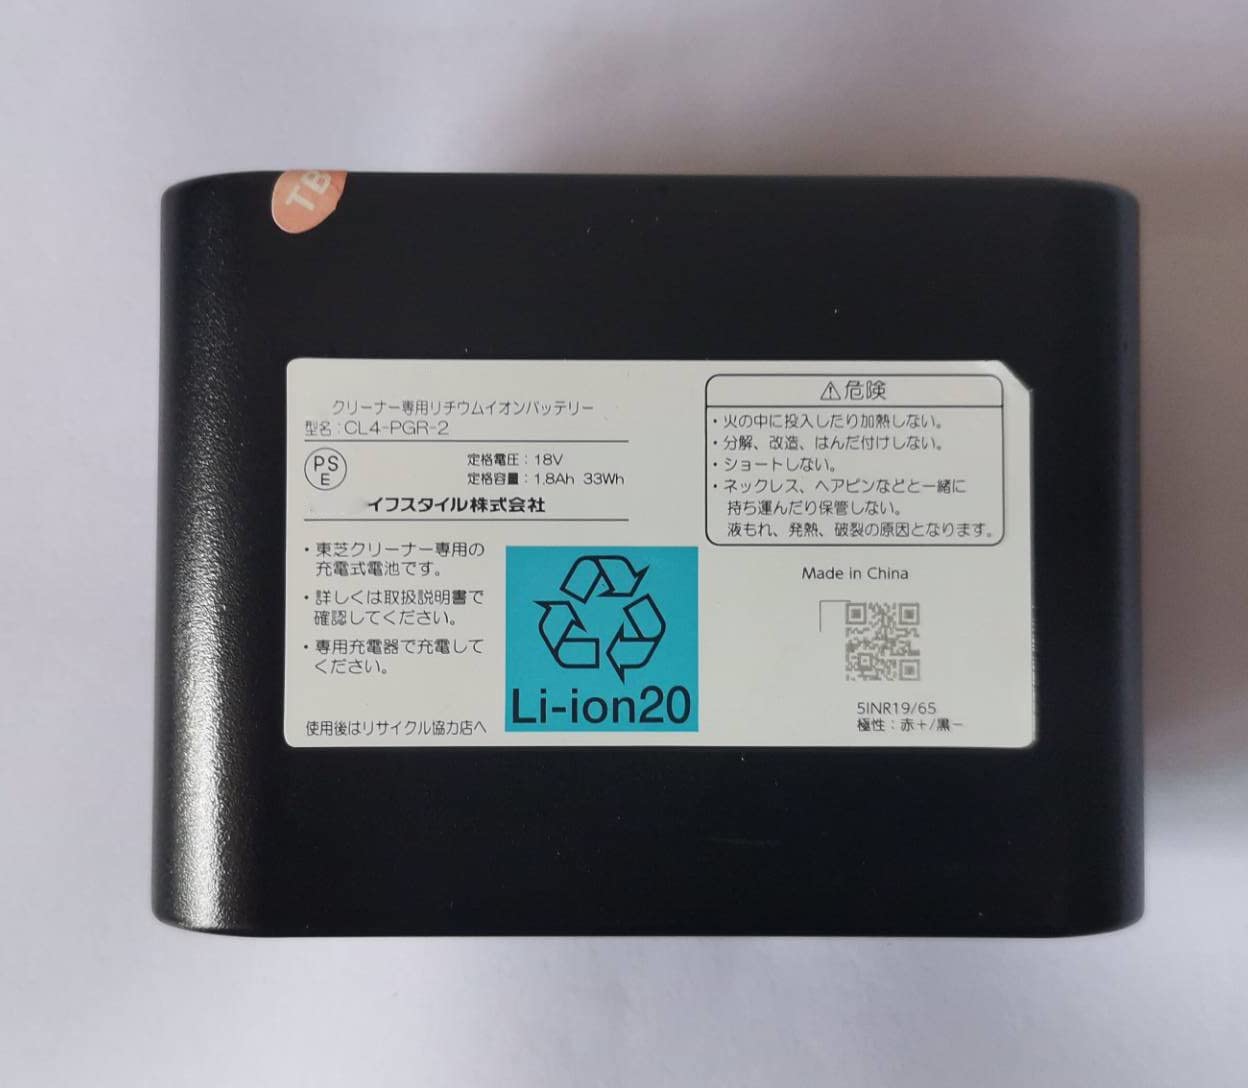 TB
クリーナー専用リチウムイオンバッテリー
型名：CL4-PGR-2
PS
E
定格電圧：18V
定格容量：1.8Ah 33Wh
イフスタイル株式会社
・東芝クリーナー専用の
充電式電池です。
・詳しくは取扱説明書で
確認してください。
・専用充電器で充電して
ください。
使用後はリサイクル協力店へ
Li-ion20
⚠危険
・火の中に投入したり加熱しない。
・分解、改造、はんだ付けしない。
・ショートしない。
・ネックレス、ヘアピンなどと一緒に
持ち運んだり保管しない。
液もれ、発熱、破裂の原因となります。
Made in China
5INR19/65
極性：赤＋/黒－